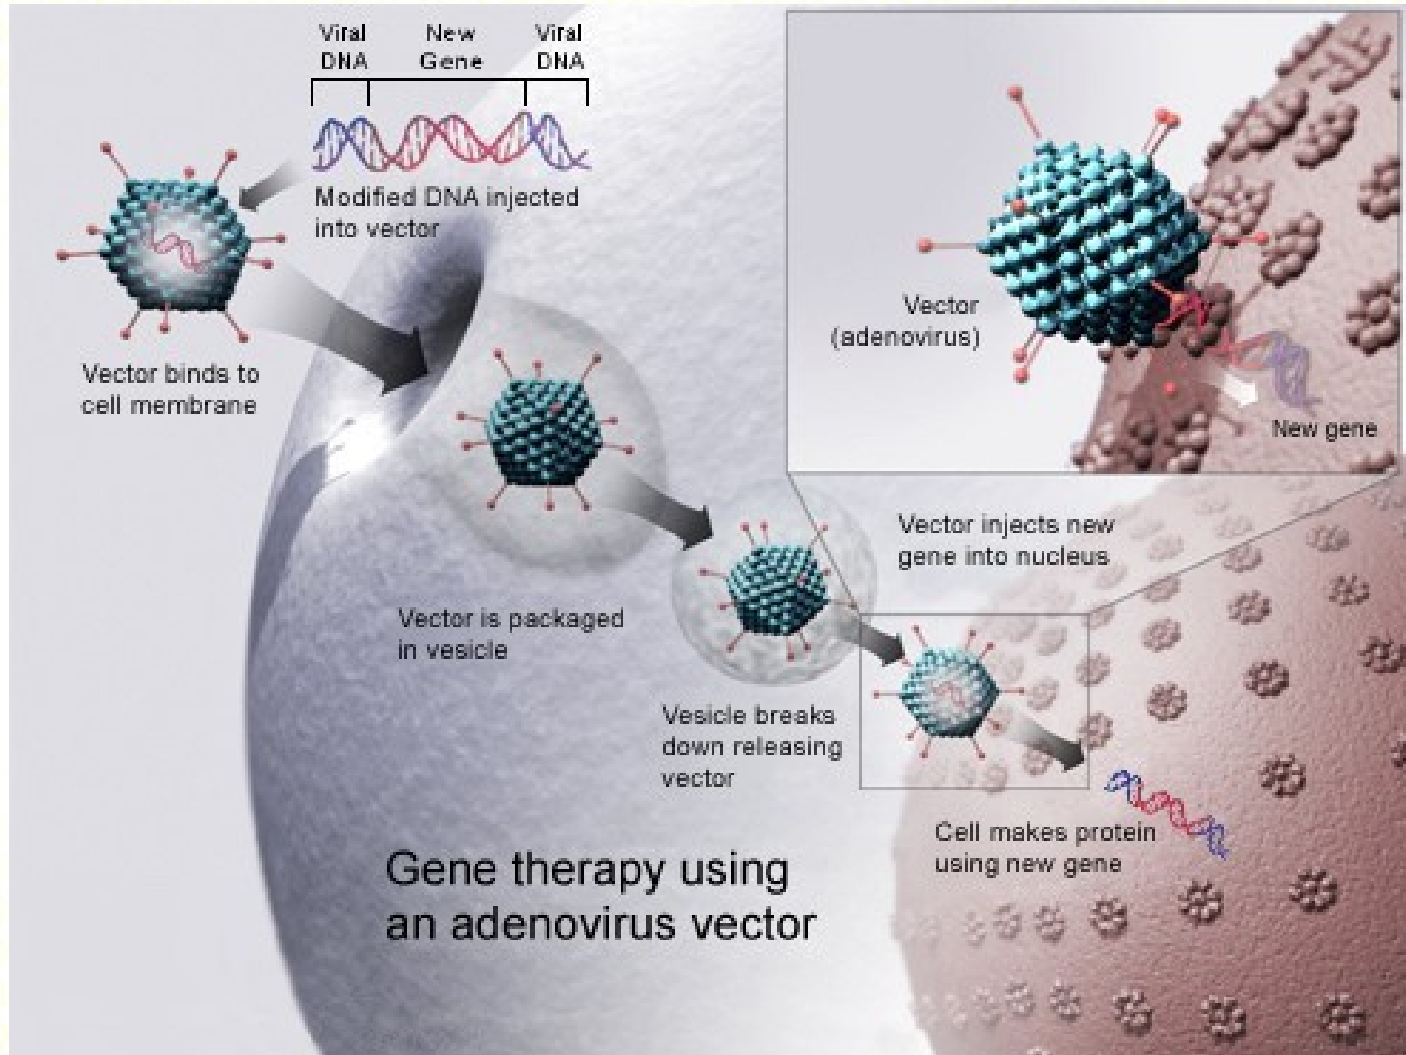 Viral
DNA
New
Gene
Viral
DNA
Modified DNA injected
into vector
Vector binds to
cell membrane
Vector
(adenovirus)
New gene
Vector injects new
gene into nucleus
Vector is packaged
in vesicle
Vesicle breaks
down releasing
vector
Cell makes protein
using new gene
Gene therapy using
an adenovirus vector